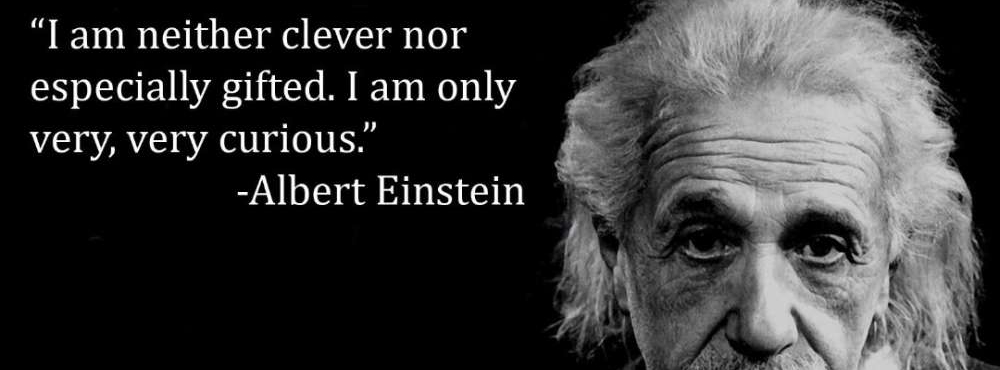 “I am neither clever nor
especially gifted. I am only
very, very curious.”
-Albert Einstein